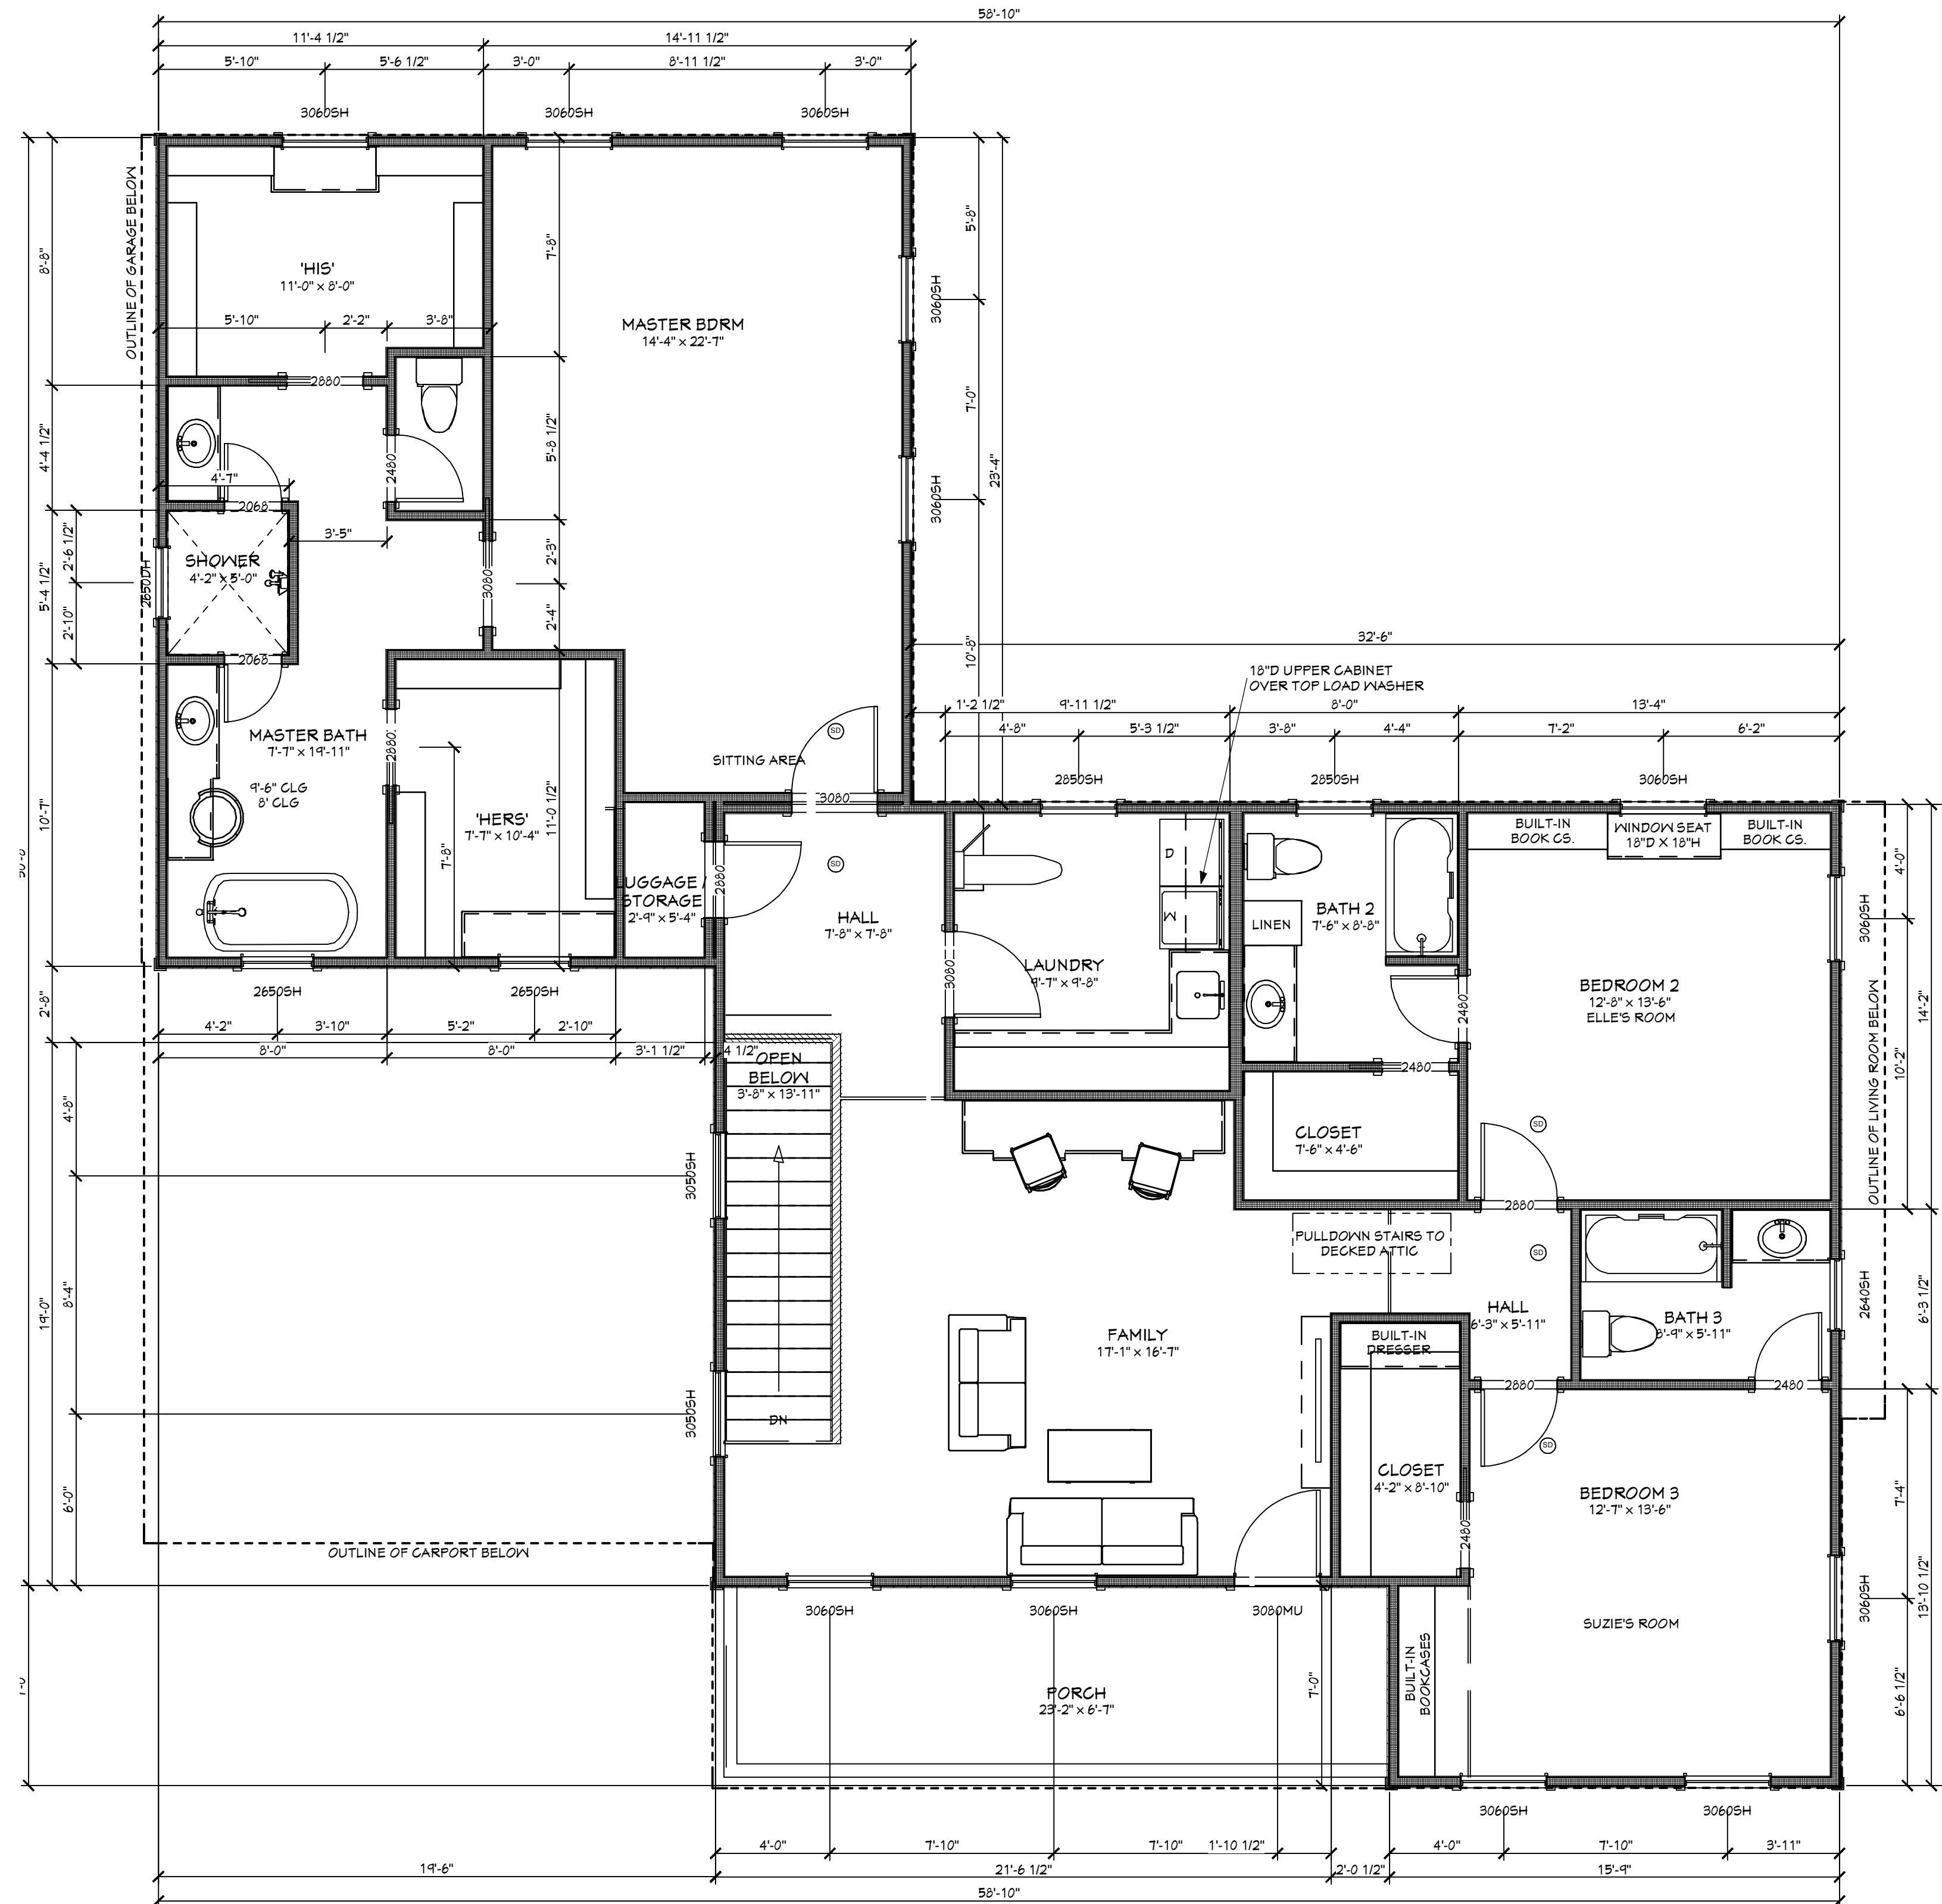 58'-10"
11'-4 1/2" 14'-11 1/2"
5'-10" 5'-6 1/2" 3'-0" 8'-11 1/2" 3'-0"
3060SH 3060SH 3060SH
OUTLINE OF GARAGE BELOW
8'-8"
4'-4 1/2"
5'-4 1/2"
2'-6 1/2"
2'-10"
10'-7"
2'-8"
19'-0"
4'-8"
8'-4"
6'-0"
'HIS'
11'-0" x 8'-0"
5'-10" 2'-2" 3'-8"
2880
2480
4'-7"
2068
3'-5"
SHOWER
4'-2" x 5'-0"
2650DH
2068
3080
MASTER BDRM
14'-4" x 22'-7"
7'-8"
5'-8 1/2"
2'-3"
2'-4"
11'-0 1/2"
5'-8"
7'-0"
10'-8"
23'-4"
3060SH
3060SH
MASTER BATH
7'-7" x 19'-11"
9'-6" CLG
8' CLG
2880
'HERS'
7'-7" x 10'-4"
7'-8"
SITTING AREA
SD
3080
SD
STORAGE
2'-9" x 5'-4"
2880
HALL
7'-8" x 7'-8"
2650SH 2650SH
4'-2" 3'-10" 5'-2" 2'-10"
8'-0" 8'-0" 3'-1 1/2" 4 1/2"
32'-6"
18"D UPPER CABINET
OVER TOP LOAD WASHER
1'-2 1/2" 9'-11 1/2" 8'-0" 13'-4"
4'-8" 5'-3 1/2" 3'-8" 4'-4" 7'-2" 6'-2"
2850SH 2850SH 3060SH
D
W
LAUNDRY
9'-7" x 9'-8"
3080
BATH 2
7'-6" x 8'-8"
LINEN
2480
2480
BUILT-IN
BOOK CS.
WINDOW SEAT
18"D X 18"H
BUILT-IN
BOOK CS.
BEDROOM 2
12'-8" x 13'-6"
ELLE'S ROOM
3060SH
4'-0"
10'-2"
14'-2"
OUTLINE OF LIVING ROOM BELOW
OPEN
BELOW
3'-8" x 13'-11"
DN
3050SH
3050SH
CLOSET
7'-6" x 4'-6"
SD
2880
PULLDOWN STAIRS TO
DECKED ATTIC
SD
HALL
6'-3" x 5'-11"
BATH 3
5'-11"
2640SH
6'-3 1/2"
2880
2480
FAMILY
17'-1" x 16'-7"
BUILT-IN
DRESSER
CLOSET
4'-2" x 8'-10"
2480
SD
BEDROOM 3
12'-7" x 13'-6"
SUZIE'S ROOM
3060SH
7'-4"
6'-6 1/2"
13'-10 1/2"
OUTLINE OF CARPORT BELOW
3060SH 3060SH 3080MU
PORCH
23'-2" x 6'-7"
7'-0"
BUILT-IN
BOOKCASES
3060SH 3060SH
4'-0" 7'-10" 7'-10" 1'-10 1/2" 4'-0" 7'-10" 3'-11"
19'-6" 21'-6 1/2" 2'-0 1/2" 15'-9"
58'-10"